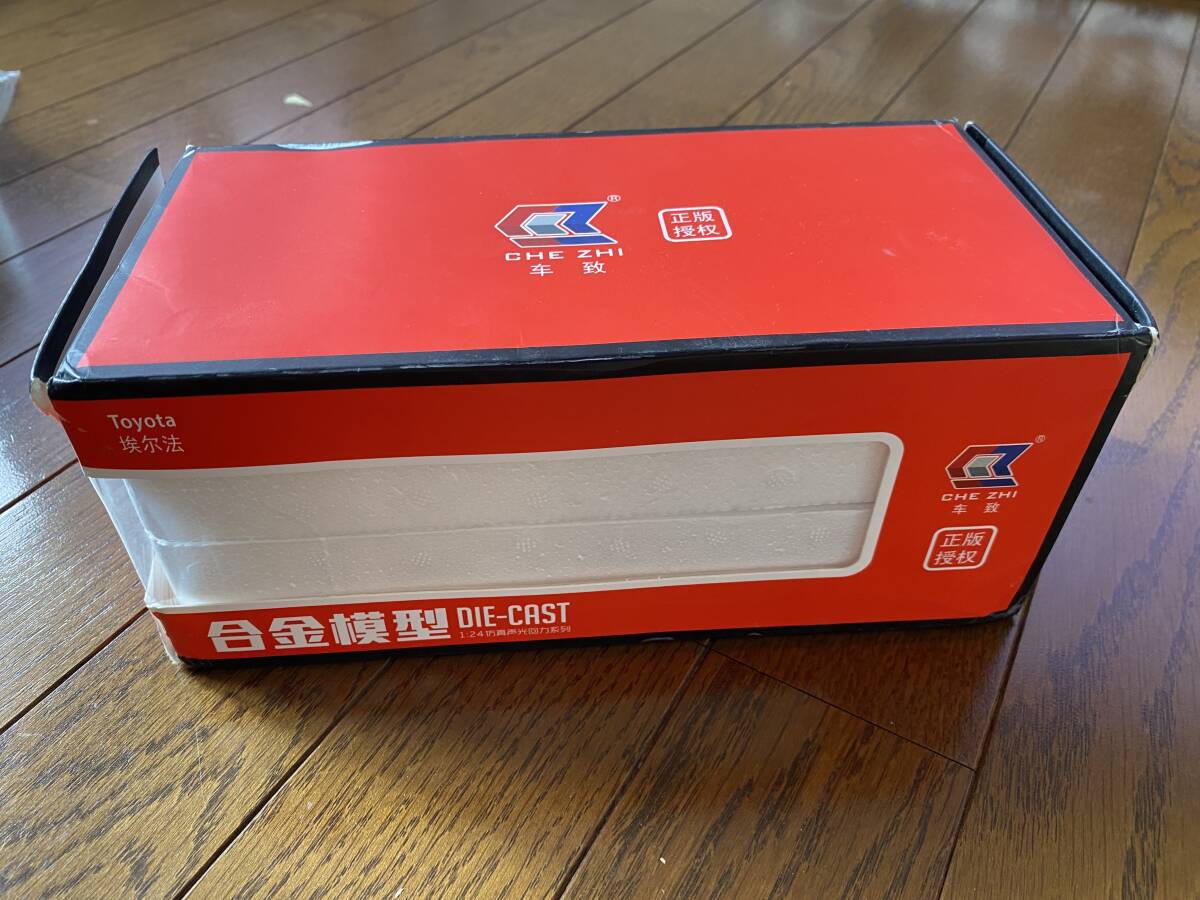 ®
CHE ZHI
车 致
正版
授权
Toyota
埃尔法
®
CHE ZHI
车 致
正版
授权
合金模型 DIE-CAST
1:24仿真声光回力系列